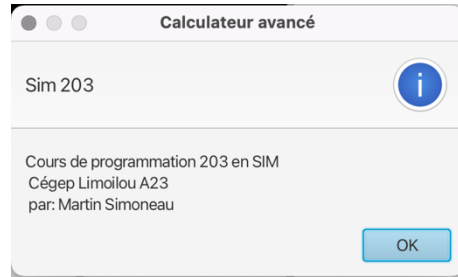 Calculateur avancé
Sim 203
Cours de programmation 203 en SIM
Cégep Limoilou A23
par: Martin Simoneau
OK